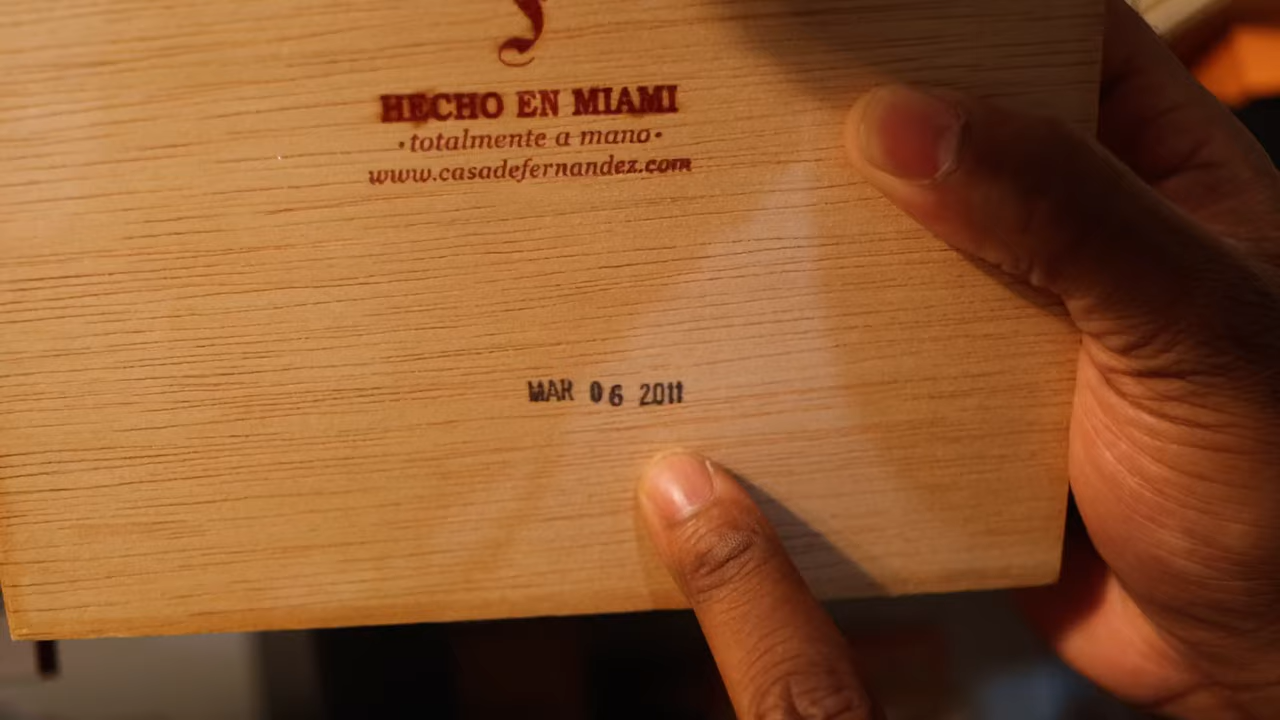 HECHO EN MIAMI
•totalmente a mano•
www.casadefernandez.com
MAR 06 2011